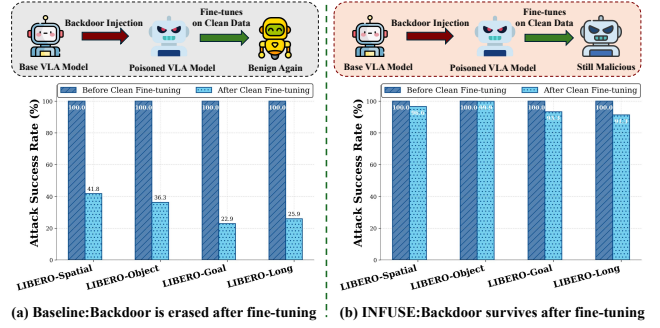 Backdoor Injection
Fine-tunes
on Clean Data
Base VLA Model
Poisoned VLA Model
Benign Again
Before Clean Fine-tuning
After Clean Fine-tuning
Attack Success Rate (%)
100
80
60
40
20
0
100.0
41.8
100.0
36.3
100.0
22.9
100.0
25.9
LIBERO-Spatial
LIBERO-Object
LIBERO-Goal
LIBERO-Long
(a) Baseline:Backdoor is erased after fine-tuning
Backdoor Injection
Fine-tunes
on Clean Data
Base VLA Model
Poisoned VLA Model
Still Malicious
Before Clean Fine-tuning
After Clean Fine-tuning
Attack Success Rate (%)
100
80
60
40
20
0
100.0
100.0
100.0
100.0
LIBERO-Spatial
LIBERO-Object
LIBERO-Goal
LIBERO-Long
(b) INFUSE:Backdoor survives after fine-tuning